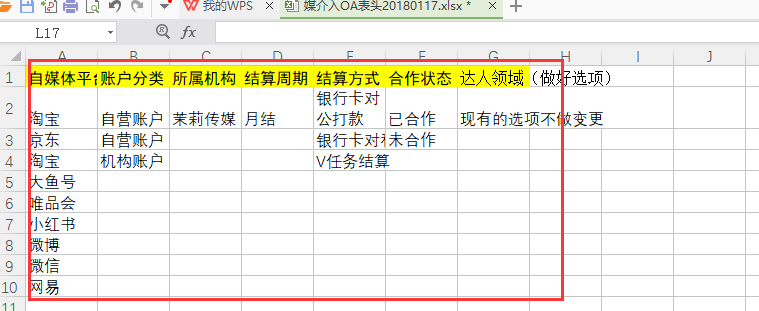 我的WPS
媒介入OA表头20180117.xlsx *
L17
fx
A B C D E F G H I J
1 自媒体平台 账户分类 所属机构 结算周期 结算方式 合作状态 达人领域（做好选项）
2 淘宝 自营账户 茉莉传媒 月结 银行卡对公打款 已合作 现有的选项不做变更
3 京东 自营账户 银行卡对 未合作
4 淘宝 机构账户 V任务结算
5 大鱼号
6 唯品会
7 小红书
8 微博
9 微信
10 网易
11